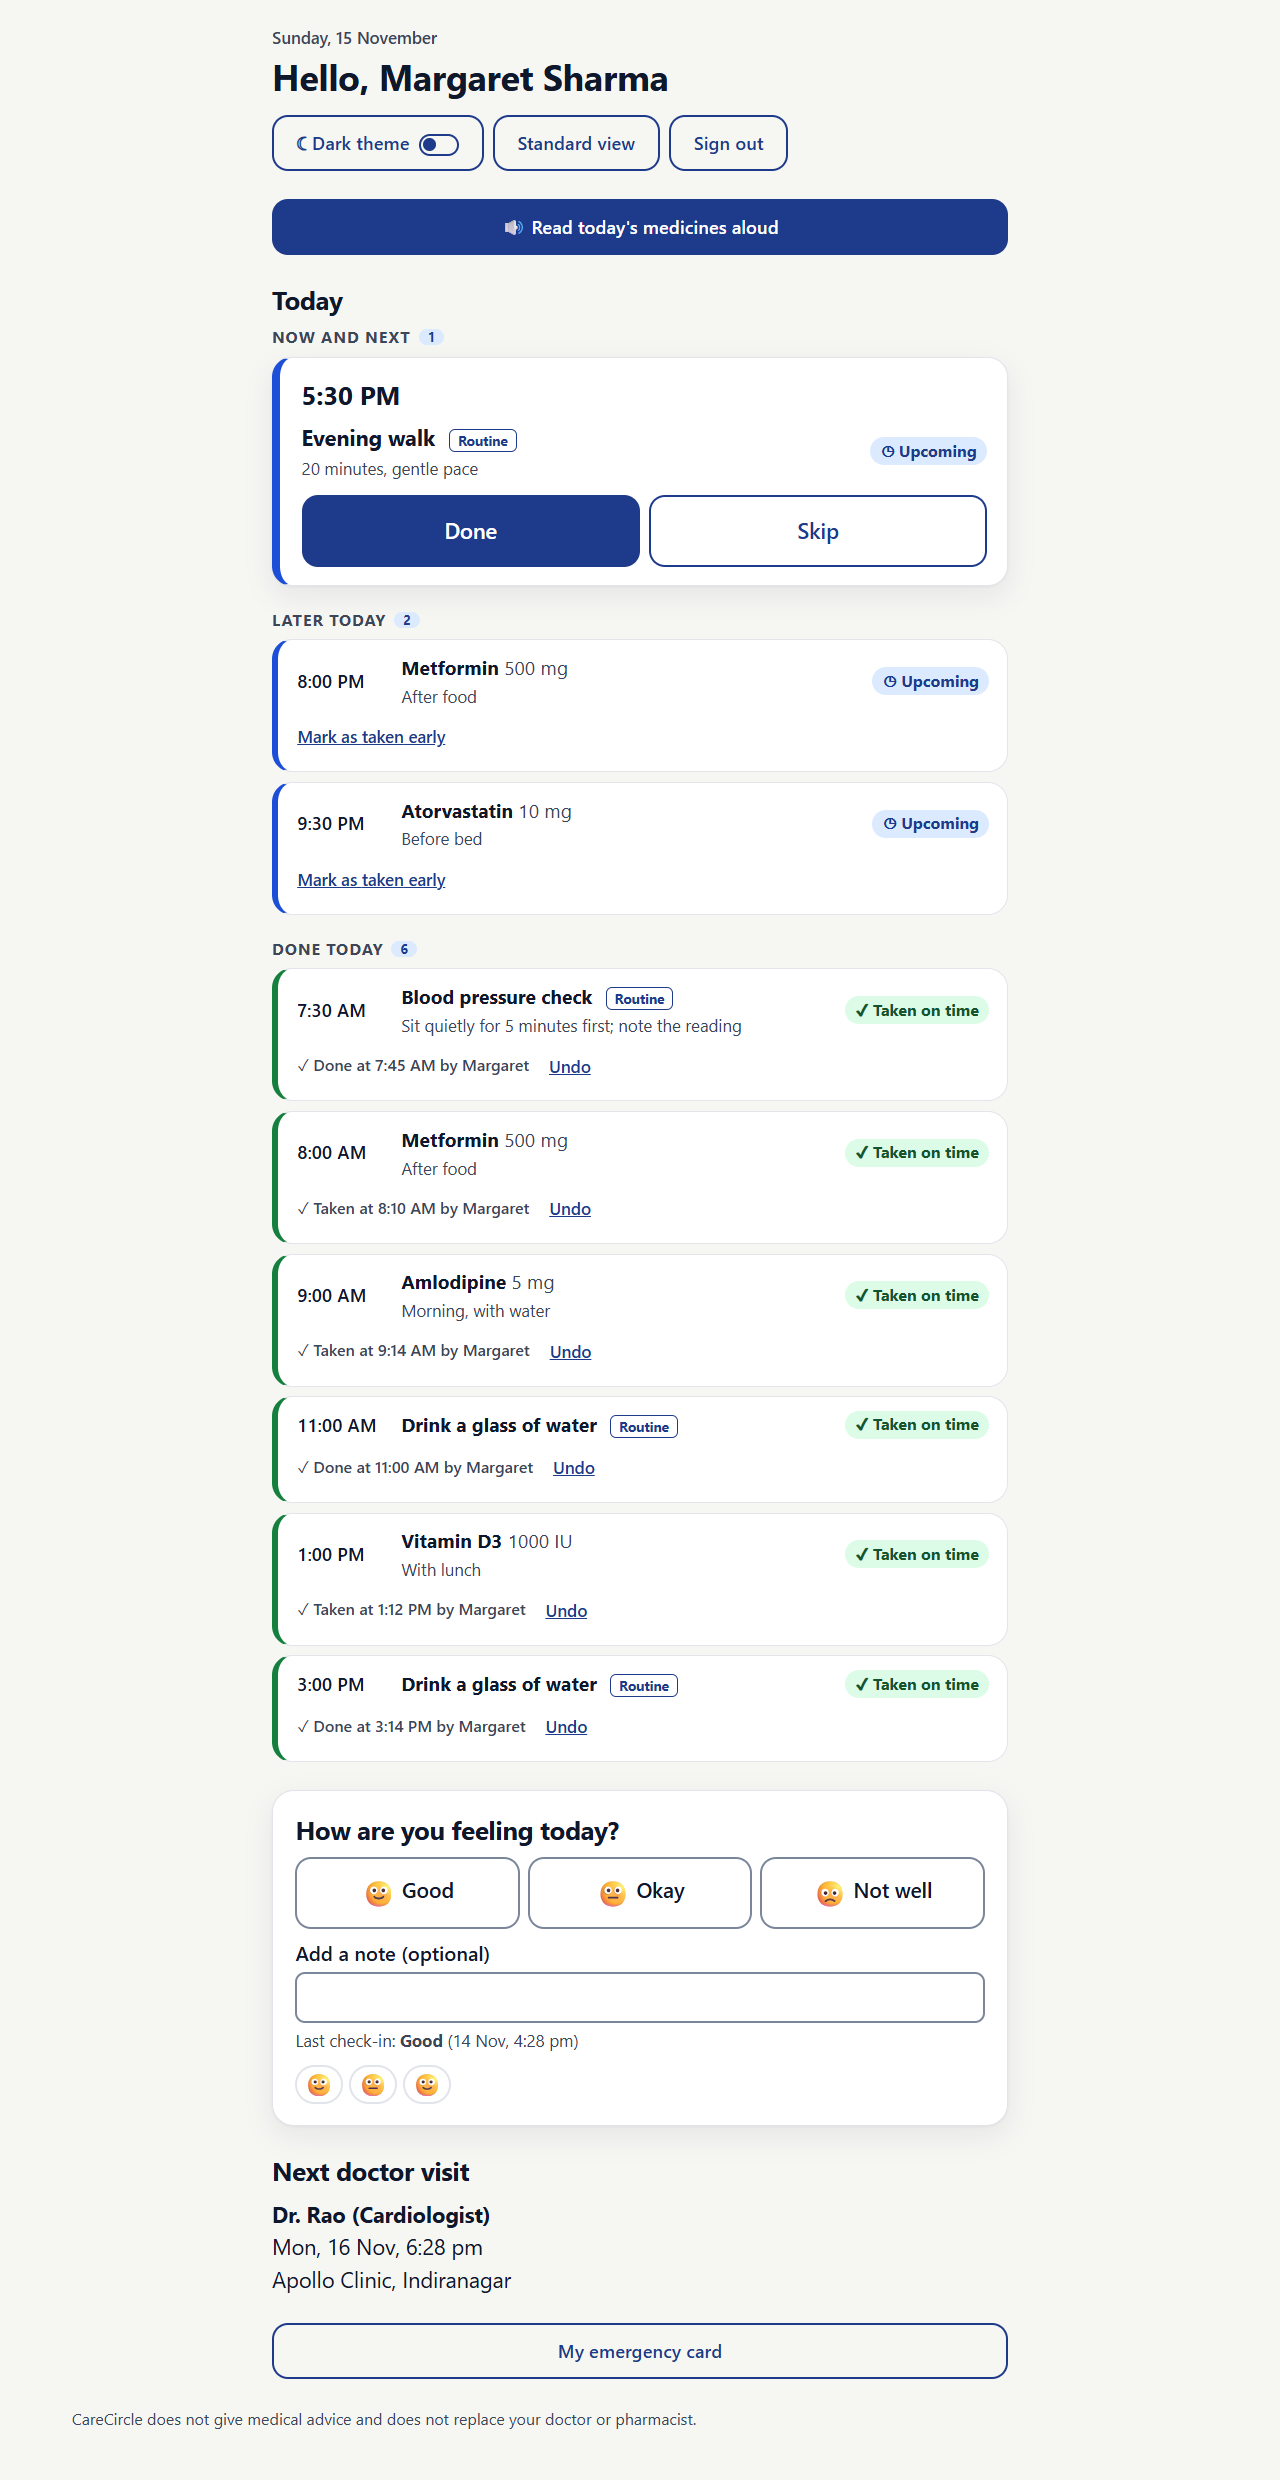 Sunday, 15 November
Hello, Margaret Sharma
Dark theme
Standard view
Sign out
Read today's medicines aloud
Today
NOW AND NEXT 1
5:30 PM
Evening walk Routine
Upcoming
20 minutes, gentle pace
Done
Skip
LATER TODAY 2
8:00 PM
Metformin 500 mg
After food
Upcoming
Mark as taken early
9:30 PM
Atorvastatin 10 mg
Before bed
Upcoming
Mark as taken early
DONE TODAY 6
7:30 AM
Blood pressure check Routine
Sit quietly for 5 minutes first; note the reading
✓ Taken on time
✓ Done at 7:45 AM by Margaret Undo
8:00 AM
Metformin 500 mg
After food
✓ Taken on time
✓ Taken at 8:10 AM by Margaret Undo
9:00 AM
Amlodipine 5 mg
Morning, with water
✓ Taken on time
✓ Taken at 9:14 AM by Margaret Undo
11:00 AM
Drink a glass of water Routine
✓ Taken on time
✓ Done at 11:00 AM by Margaret Undo
1:00 PM
Vitamin D3 1000 IU
With lunch
✓ Taken on time
✓ Taken at 1:12 PM by Margaret Undo
3:00 PM
Drink a glass of water Routine
✓ Taken on time
✓ Done at 3:14 PM by Margaret Undo
How are you feeling today?
Good
Okay
Not well
Add a note (optional)
Last check-in: Good (14 Nov, 4:28 pm)
Next doctor visit
Dr. Rao (Cardiologist)
Mon, 16 Nov, 6:28 pm
Apollo Clinic, Indiranagar
My emergency card
CareCircle does not give medical advice and does not replace your doctor or pharmacist.